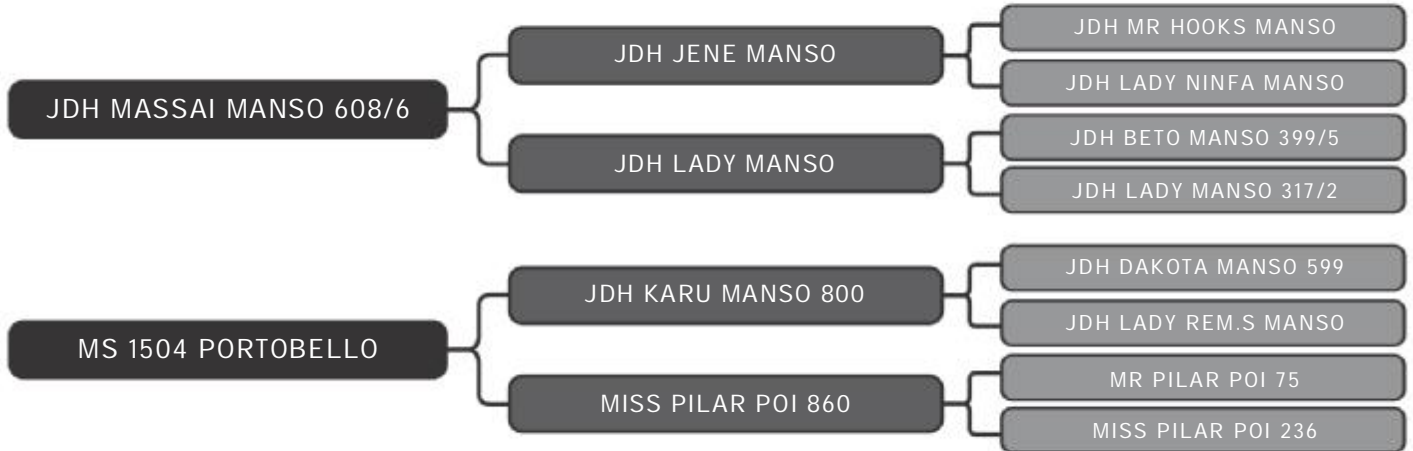 JDH MR HOOKS MANSO
JDH JENE MANSO
JDH LADY NINFA MANSO
JDH MASSAI MANSO 608/6
JDH BETO MANSO 399/5
JDH LADY MANSO
JDH LADY MANSO 317/2
JDH DAKOTA MANSO 599
JDH KARU MANSO 800
JDH LADY REM.S MANSO
MS 1504 PORTOBELLO
MR PILAR POI 75
MISS PILAR POI 860
MISS PILAR POI 236